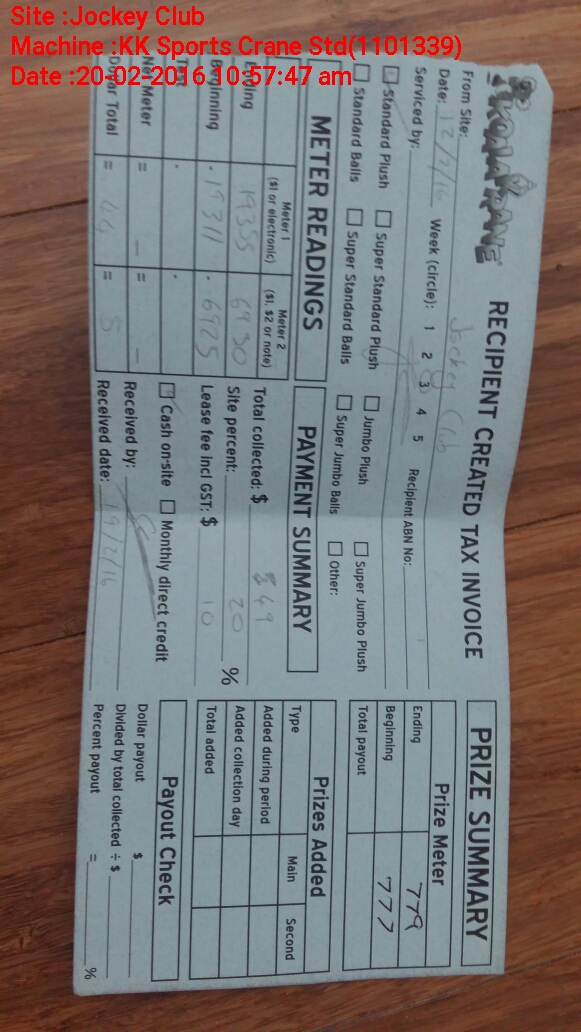 Site :Jockey Club
Machine :KK Sports Crane Std(1101339)
Date :20-02-2016 10:57:47 am
RECIPIENT CREATED TAX INVOICE
From Site: Jockey Club
Date: 12/2/16 Week (circle): 1 2 3 4 5 Recipient ABN No:
Serviced by:
Standard Plush Super Standard Plush Jumbo Plush Super Jumbo Plush
Standard Balls Super Standard Balls Super Jumbo Balls Other:
METER READINGS
Meter 1 ($1 or electronic) Meter 2 ($1, $2 or note)
Ending 19355 6930
Beginning 19311 6925
Net Meter = =
Dollar Total = 44 = 5
PAYMENT SUMMARY
Total collected: $ $49
Site percent: 20 %
Lease fee incl GST: $ 10
Cash on-site Monthly direct credit
Received by:
Received date: 19/2/16
PRIZE SUMMARY
Prize Meter
Ending 779
Beginning 777
Total payout
Prizes Added
Type Main Second
Added during period
Added collection day
Total added
Payout Check
Dollar payout $
Divided by total collected ÷ $
Percent payout = %